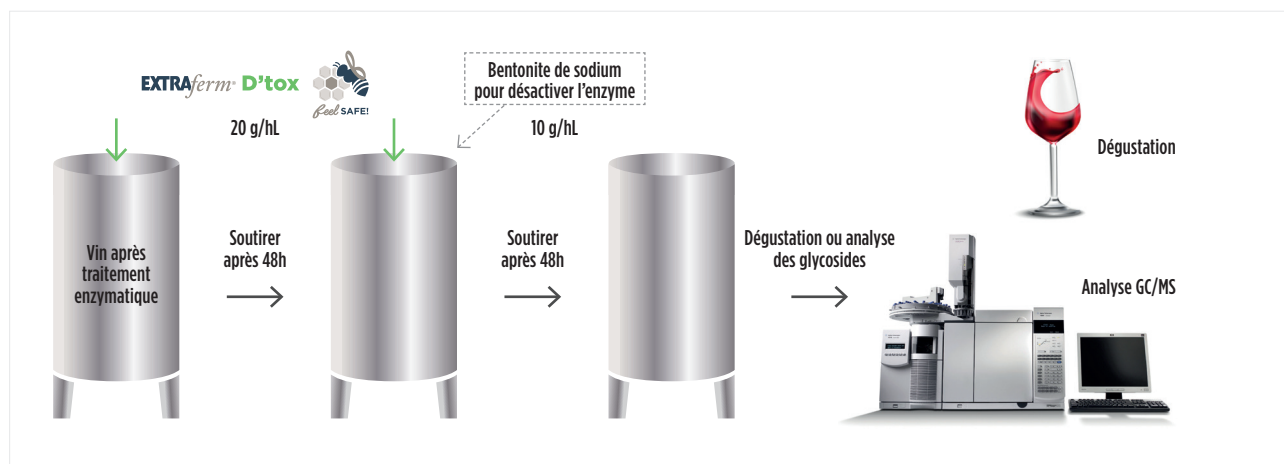 EXTRAferm® D'tox
feel SAFE!
20 g/hL
Bentonite de sodium
pour désactiver l'enzyme
10 g/hL
Dégustation
Vin après
traitement
enzymatique
Soutirer
après 48h
Soutirer
après 48h
Dégustation ou analyse
des glycosides
Analyse GC/MS